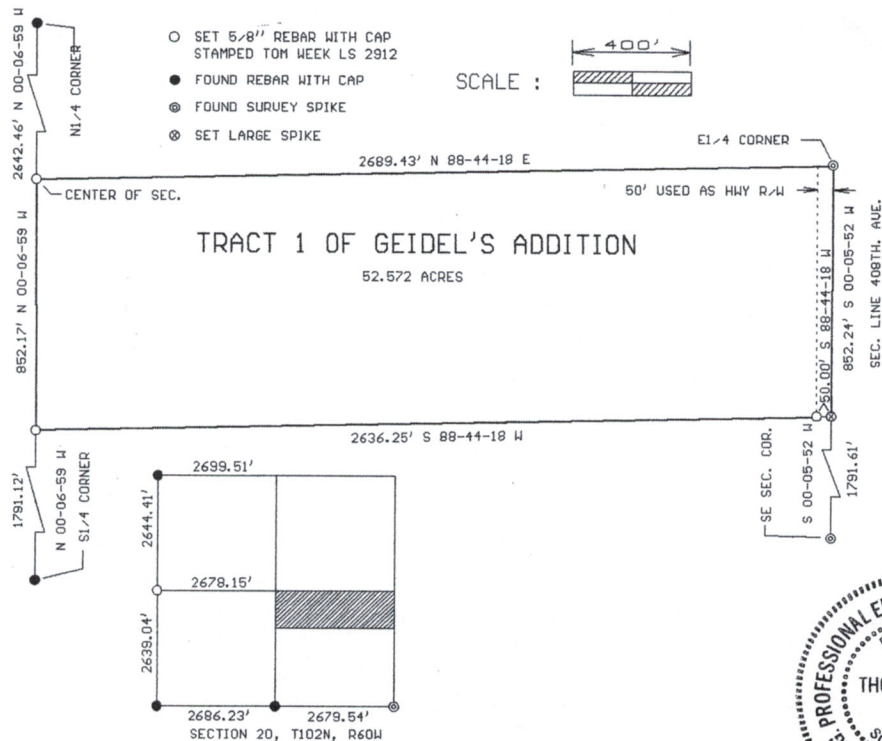 SET 5/8" REBAR WITH CAP
STAMPED TOM WEEK LS 2912
FOUND REBAR WITH CAP
FOUND SURVEY SPIKE
SET LARGE SPIKE
SCALE :
400'
2642.46' N 00-06-59 W
N1/4 CORNER
E1/4 CORNER
2689.43' N 88-44-18 E
CENTER OF SEC.
50' USED AS HWY R/W
TRACT 1 OF GEIDEL'S ADDITION
52.572 ACRES
852.17' N 00-06-59 W
50.00' S 88-44-18 W
852.24' S 00-05-52 W
SEC. LINE 408TH. AVE.
2636.25' S 88-44-18 W
1791.12'
N 00-06-59 W
S1/4 CORNER
SE SEC. COR.
S 00-05-52 W
1791.61'
2699.51'
2644.41'
2678.15'
2639.04'
2686.23'
2679.54'
SECTION 20, T102N, R60W
PROFESSIONAL